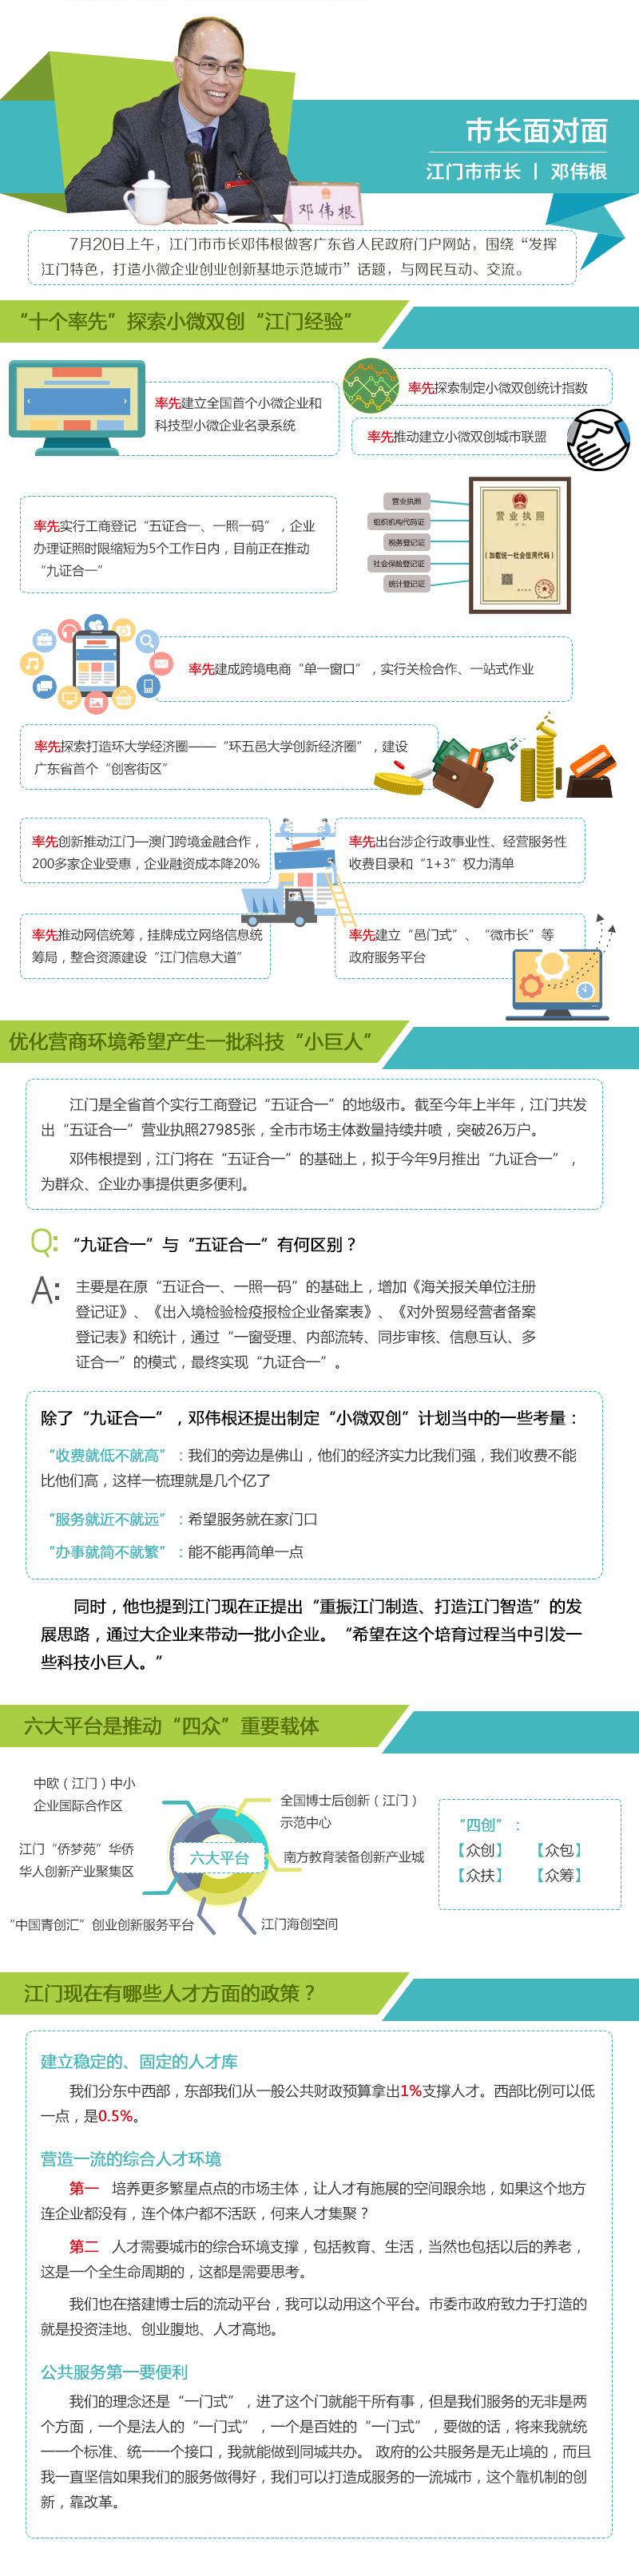 市长面对面
江门市市长 | 邓伟根
邓伟根
7月20日上午，江门市市长邓伟根做客广东省人民政府门户网站，围绕“发挥
江门特色，打造小微企业创业创新基地示范城市”话题，与网民互动、交流。
“十个率先”探索小微双创“江门经验”
率先建立全国首个小微企业和
科技型小微企业名录系统
率先探索制定小微双创统计指数
率先推动建立小微双创城市联盟
率先实行工商登记“五证合一、一照一码”，企业
办理证照时限缩短为5个工作日内，目前正在推动
“九证合一”
营业执照
组织机构代码证
税务登记证
社会保险登记证
统计登记证
营业执照
(加载统一社会信用代码)
率先建成跨境电商“单一窗口”，实行关检合作、一站式作业
率先探索打造环大学经济圈——“环五邑大学创新经济圈”，建设
广东省首个“创客街区”
率先创新推动江门—澳门跨境金融合作，
200多家企业受惠，企业融资成本降20%
率先出台涉企行政事业性、经营服务性
收费目录和“1+3”权力清单
率先推动网信统筹，挂牌成立网络信息统
筹局，整合资源建设“江门信息大道”
率先建立“邑门式”、“微市长”等
政府服务平台
优化营商环境希望产生一批科技“小巨人”
江门是全省首个实行工商登记“五证合一”的地级市。截至今年上半年，江门共发
出“五证合一”营业执照27985张，全市市场主体数量持续井喷，突破26万户。
邓伟根提到，江门将在“五证合一”的基础上，拟于今年9月推出“九证合一”，
为群众、企业办事提供更多便利。
Q: “九证合一”与“五证合一”有何区别？
A: 主要是在原“五证合一、一照一码”的基础上，增加《海关报关单位注册
登记证》、《出入境检验检疫报检企业备案表》、《对外贸易经营者备案
登记表》和统计，通过“一窗受理、内部流转、同步审核、信息互认、多
证合一”的模式，最终实现“九证合一”。
除了“九证合一”，邓伟根还提出制定“小微双创”计划当中的一些考量：
“收费就低不就高”：我们的旁边是佛山，他们的经济实力比我们强，我们收费不能
比他们高，这样一梳理就是几个亿了
“服务就近不就远”：希望服务就在家门口
“办事就简不就繁”：能不能再简单一点
同时，他也提到江门现在正提出“重振江门制造、打造江门智造”的发
展思路，通过大企业来带动一批小企业。“希望在这个培育过程当中引发一
些科技小巨人。”
六大平台是推动“四众”重要载体
中欧（江门）中小
企业国际合作区
江门“侨梦苑”华侨
华人创新产业聚集区
“中国青创汇”创业创新服务平台
六大平台
全国博士后创新（江门）
示范中心
南方教育装备创新产业城
江门海创空间
“四创”：
【众创】 【众包】
【众扶】 【众筹】
江门现在有哪些人才方面的政策？
建立稳定的、固定的人才库
我们分东中西部，东部我们从一般公共财政预算拿出1%支撑人才。西部比例可以低
一点，是0.5%。
营造一流的综合人才环境
第一 培养更多繁星点点的市场主体，让人才有施展的空间跟余地，如果这个地方
连企业都没有，连个体户都不活跃，何来人才集聚？
第二 人才需要城市的综合环境支撑，包括教育、生活，当然也包括以后的养老，
这是一个全生命周期的，这都是需要思考。
我们也在搭建博士后的流动平台，我可以动用这个平台。市委市政府致力于打造的
就是投资洼地、创业腹地、人才高地。
公共服务第一要便利
我们的理念还是“一门式”，进了这个门就能干所有事，但是我们服务的无非是两
个方面，一个是法人的“一门式”，一个是百姓的“一门式”，要做的话，将来我就统
一一个标准、统一一个接口，我就能做到同城共办。 政府的公共服务是无止境的，而且
我一直坚信如果我们的服务做得好，我们可以打造成服务的一流城市，这个靠机制的创
新，靠改革。